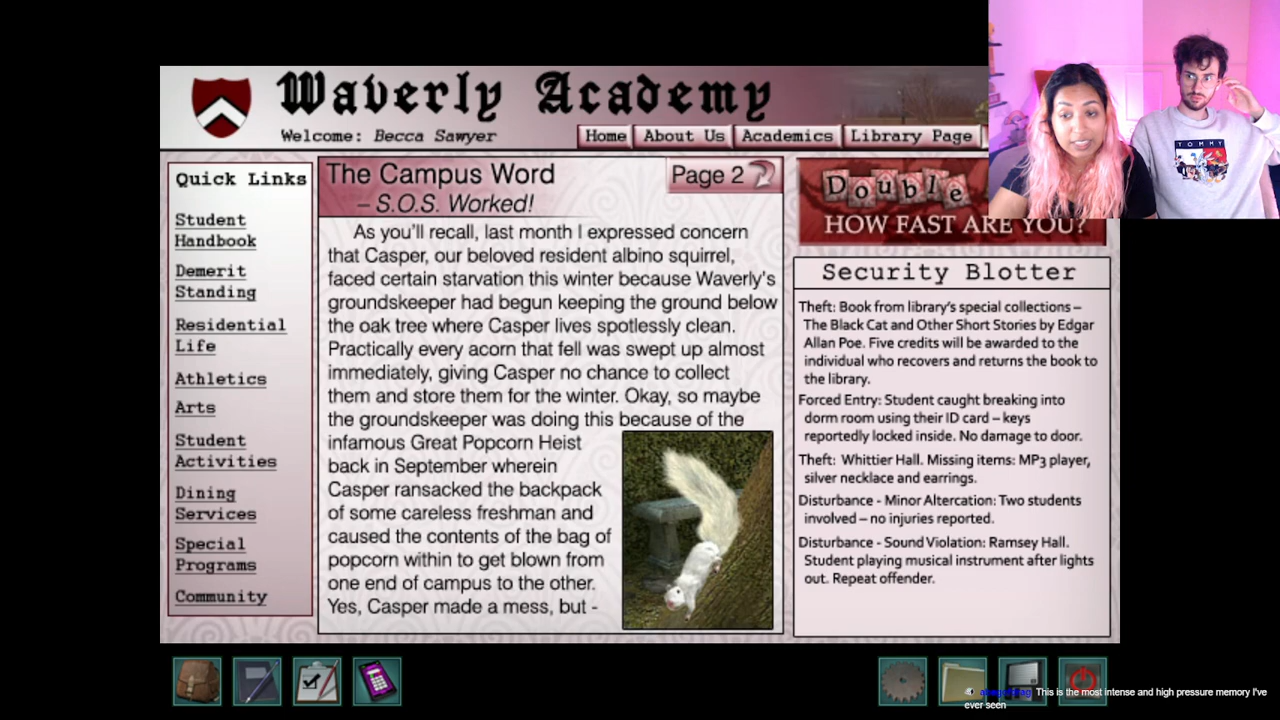 Waverly Academy
Welcome: Becca Sawyer
Home
About Us
Academics
Library Page
Quick Links
Student
Handbook
Demerit
Standing
Residential
Life
Athletics
Arts
Student
Activities
Dining
Services
Special
Programs
Community
The Campus Word
– S.O.S. Worked!
Page 2
As you'll recall, last month I expressed concern
that Casper, our beloved resident albino squirrel,
faced certain starvation this winter because Waverly's
groundskeeper had begun keeping the ground below
the oak tree where Casper lives spotlessly clean.
Practically every acorn that fell was swept up almost
immediately, giving Casper no chance to collect
them and store them for the winter. Okay, so maybe
the groundskeeper was doing this because of the
infamous Great Popcorn Heist
back in September wherein
Casper ransacked the backpack
of some careless freshman and
caused the contents of the bag of
popcorn within to get blown from
one end of campus to the other.
Yes, Casper made a mess, but -
Double
HOW FAST ARE YOU?
Security Blotter
Theft: Book from library's special collections –
The Black Cat and Other Short Stories by Edgar
Allan Poe. Five credits will be awarded to the
individual who recovers and returns the book to
the library.
Forced Entry: Student caught breaking into
dorm room using their ID card – keys
reportedly locked inside. No damage to door.
Theft: Whittier Hall. Missing items: MP3 player,
silver necklace and earrings.
Disturbance - Minor Altercation: Two students
involved – no injuries reported.
Disturbance - Sound Violation: Ramsey Hall.
Student playing musical instrument after lights
out. Repeat offender.
TOMMY
This is the most intense and high pressure memory I've
ever seen